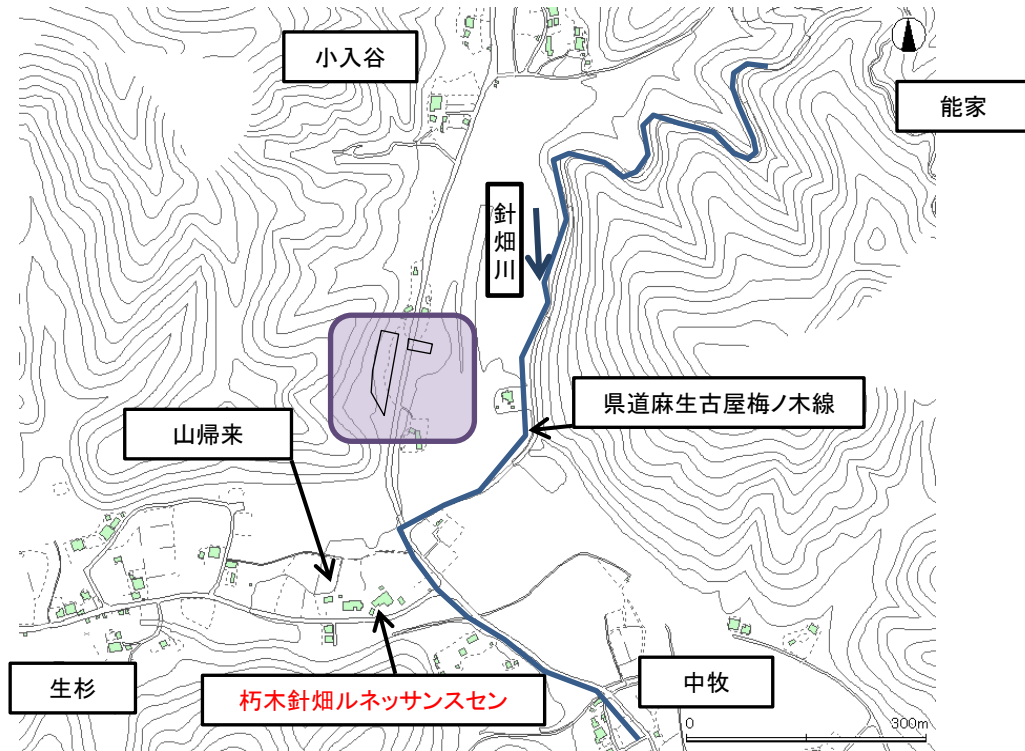 小入谷
能家
針畑川
県道麻生古屋梅ノ木線
山帰来
生杉
朽木針畑ルネッサンスセン
中牧
0 300m